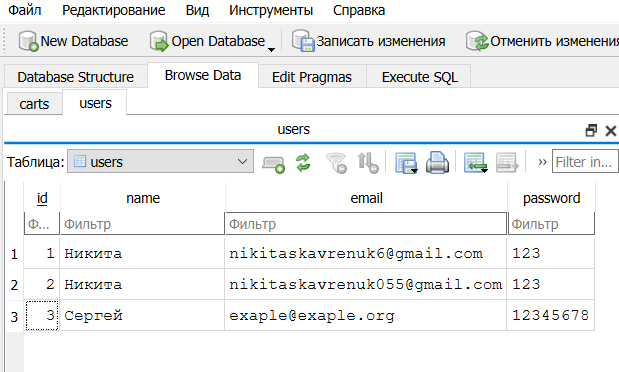 Файл Редактирование Вид Инструменты Справка
New Database Open Database Записать изменения Отменить изменения
Database Structure Browse Data Edit Pragmas Execute SQL
carts users
users
Таблица: users Filter in...
id name email password
Ф... Фильтр Фильтр Фильтр
1 1 Никита nikitaskavrenuk6@gmail.com 123
2 2 Никита nikitaskavrenuk055@gmail.com 123
3 3 Сергей exaple@exaple.org 12345678